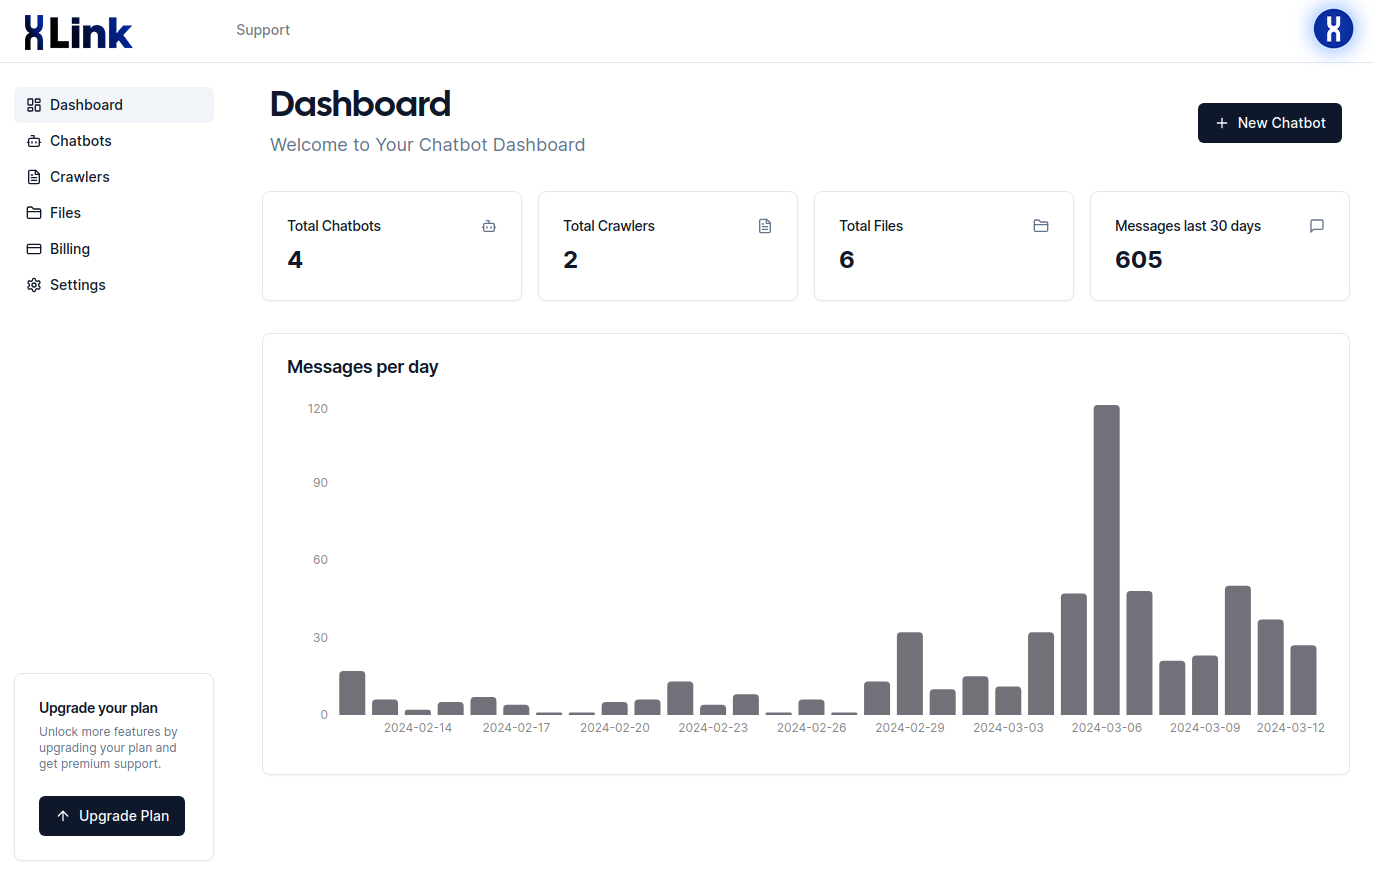 XLink
Support
Dashboard
Chatbots
Crawlers
Files
Billing
Settings
Upgrade your plan
Unlock more features by
upgrading your plan and
get premium support.
Upgrade Plan
Dashboard
Welcome to Your Chatbot Dashboard
New Chatbot
Total Chatbots
4
Total Crawlers
2
Total Files
6
Messages last 30 days
605
Messages per day
120
90
60
30
0
2024-02-14 2024-02-17 2024-02-20 2024-02-23 2024-02-26 2024-02-29 2024-03-03 2024-03-06 2024-03-09 2024-03-12